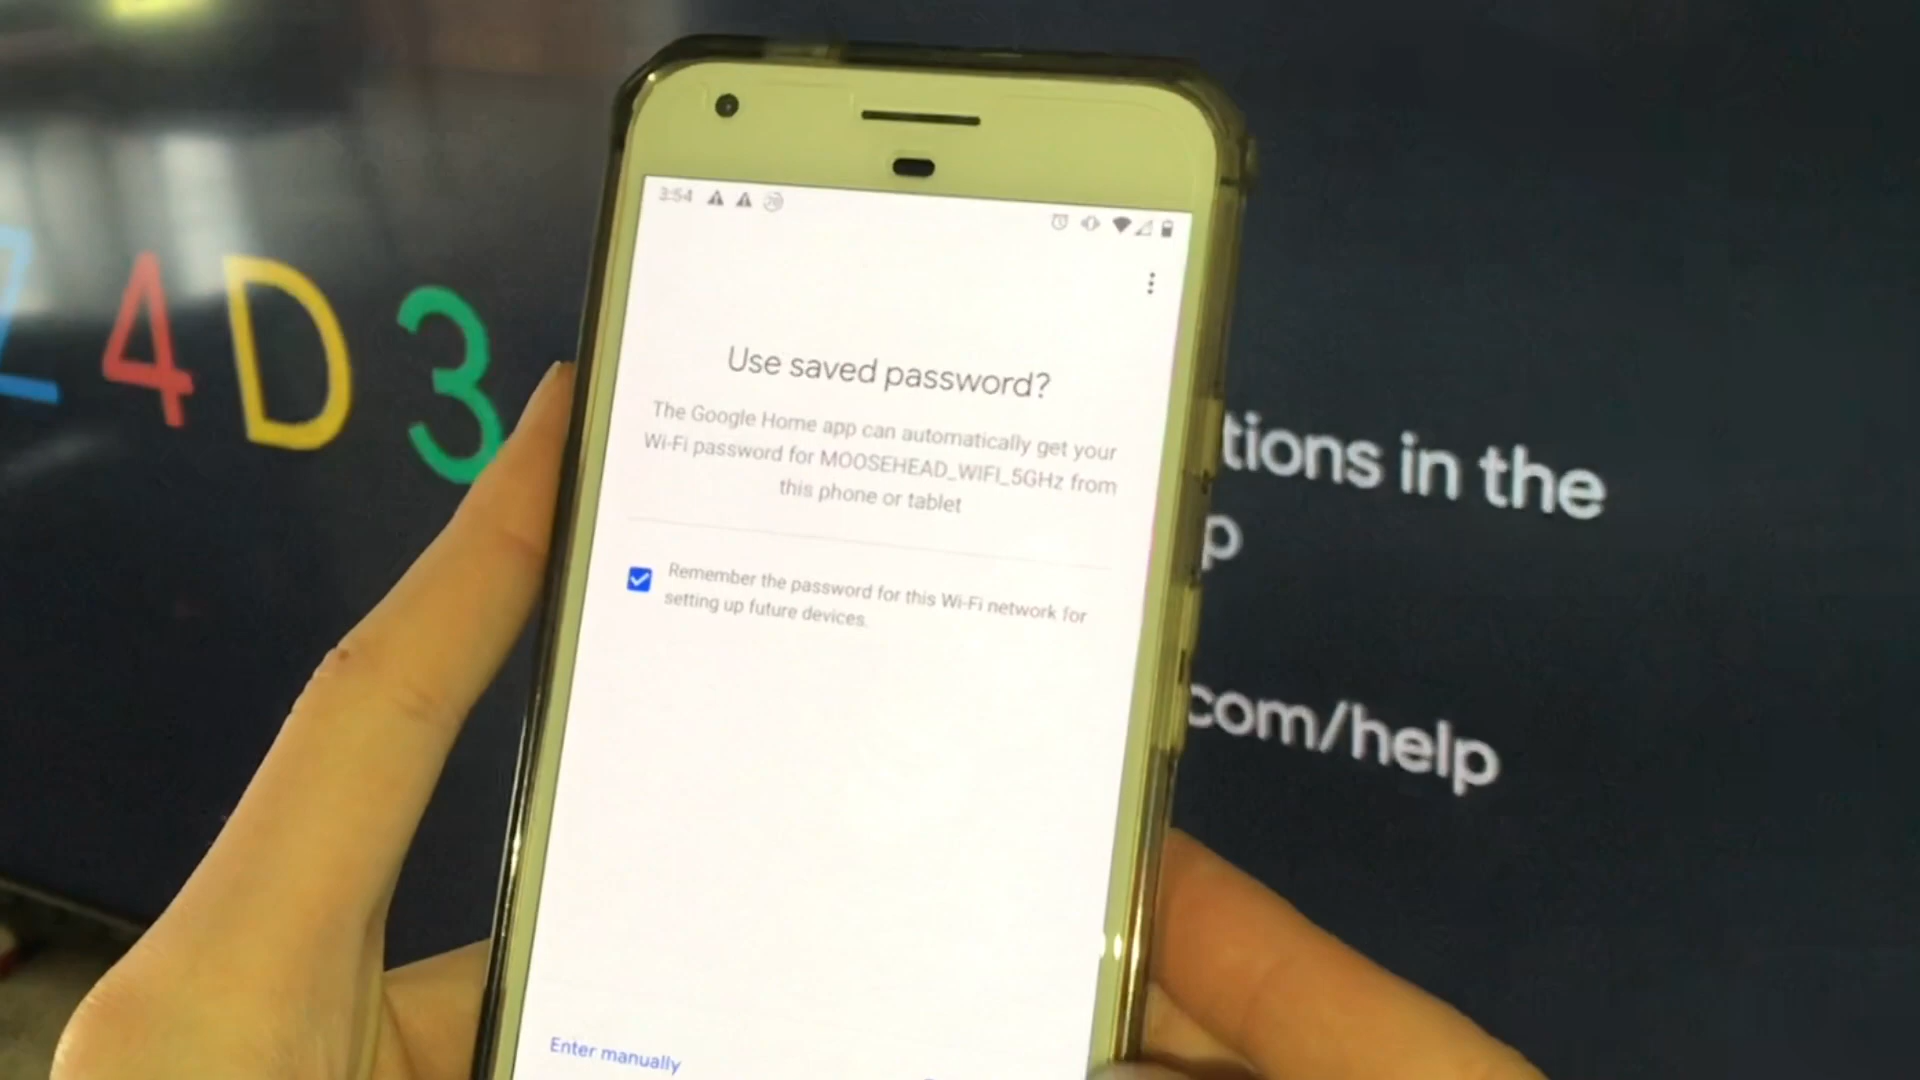 3:54
Z4D3
Use saved password?
The Google Home app can automatically get your
Wi-Fi password for MOOSEHEAD_WIFI_5GHz from
this phone or tablet
Remember the password for this Wi-Fi network for
setting up future devices.
Enter manually
tions in the
p
com/help